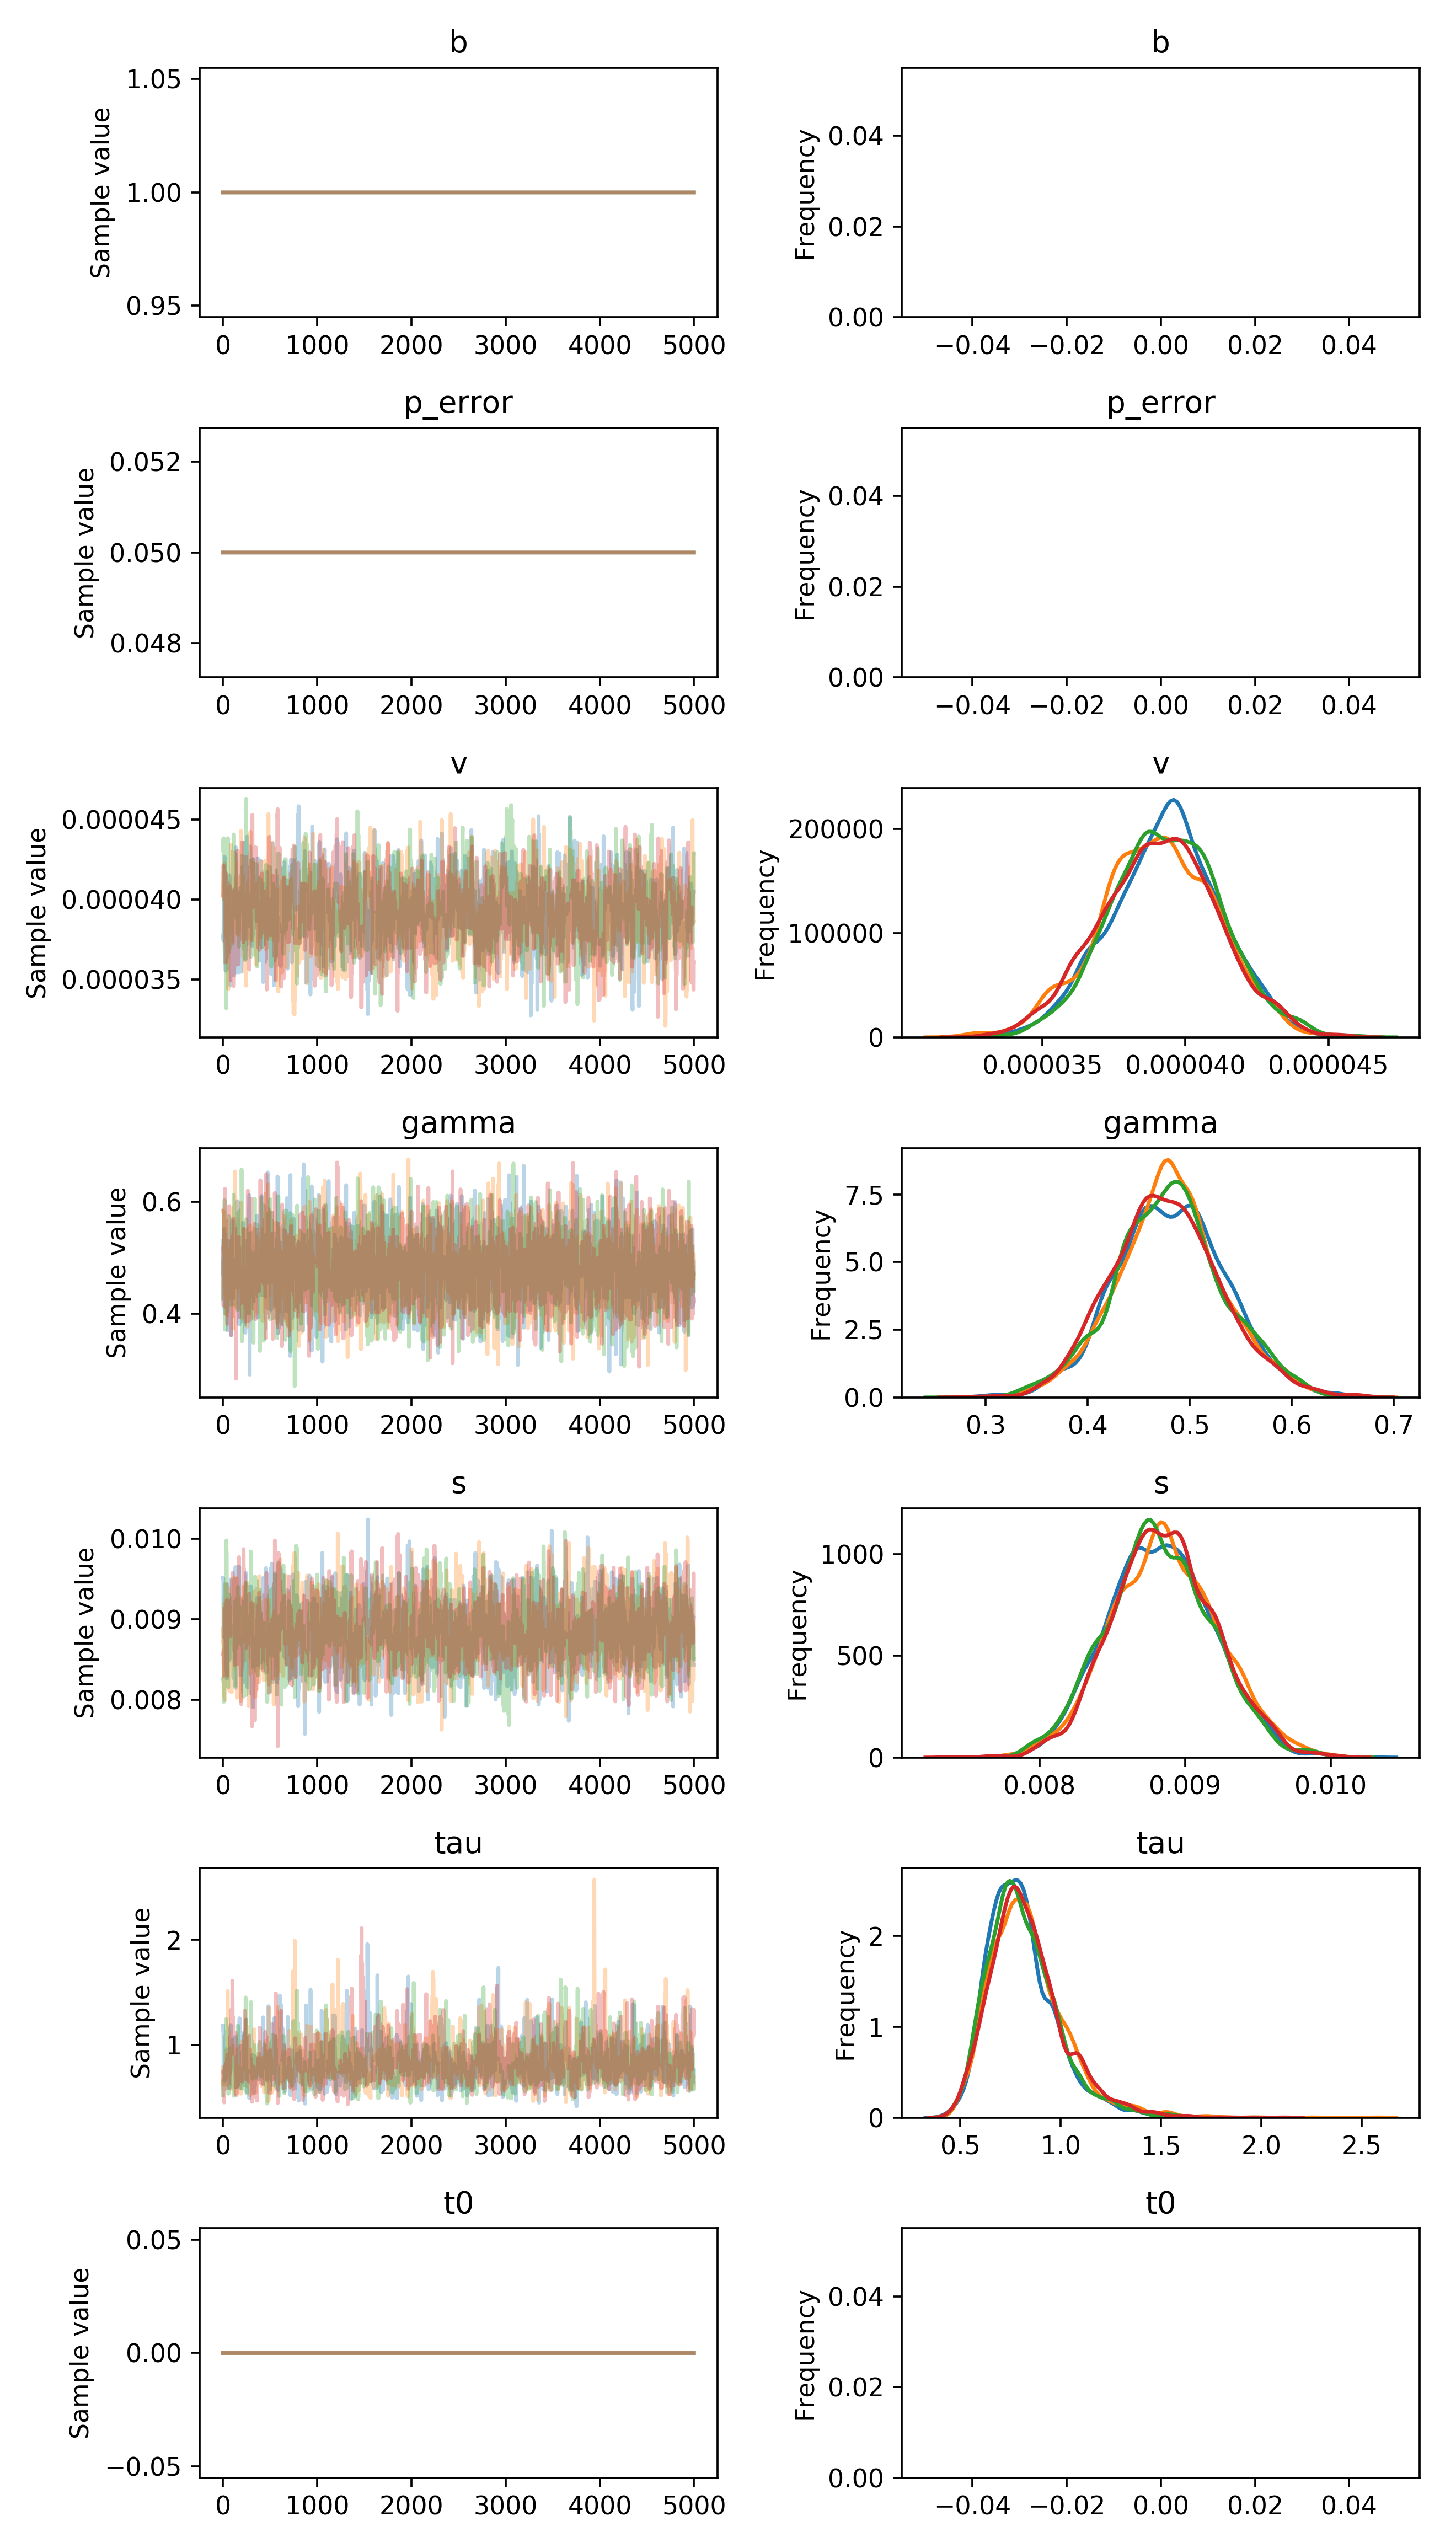 b
b
Sample value
1.05
1.00
0.95
0 1000 2000 3000 4000 5000
Frequency
0.04
0.02
0.00
−0.04 −0.02 0.00 0.02 0.04
p_error
p_error
Sample value
0.052
0.050
0.048
0 1000 2000 3000 4000 5000
Frequency
0.04
0.02
0.00
−0.04 −0.02 0.00 0.02 0.04
v
v
Sample value
0.000045
0.000040
0.000035
0 1000 2000 3000 4000 5000
Frequency
200000
100000
0
0.000035 0.000040 0.000045
gamma
gamma
Sample value
0.6
0.4
0 1000 2000 3000 4000 5000
Frequency
7.5
5.0
2.5
0.0
0.3 0.4 0.5 0.6 0.7
s
s
Sample value
0.010
0.009
0.008
0 1000 2000 3000 4000 5000
Frequency
1000
500
0
0.008 0.009 0.010
tau
tau
Sample value
2
1
0 1000 2000 3000 4000 5000
Frequency
2
1
0
0.5 1.0 1.5 2.0 2.5
t0
t0
Sample value
0.05
0.00
−0.05
0 1000 2000 3000 4000 5000
Frequency
0.04
0.02
0.00
−0.04 −0.02 0.00 0.02 0.04